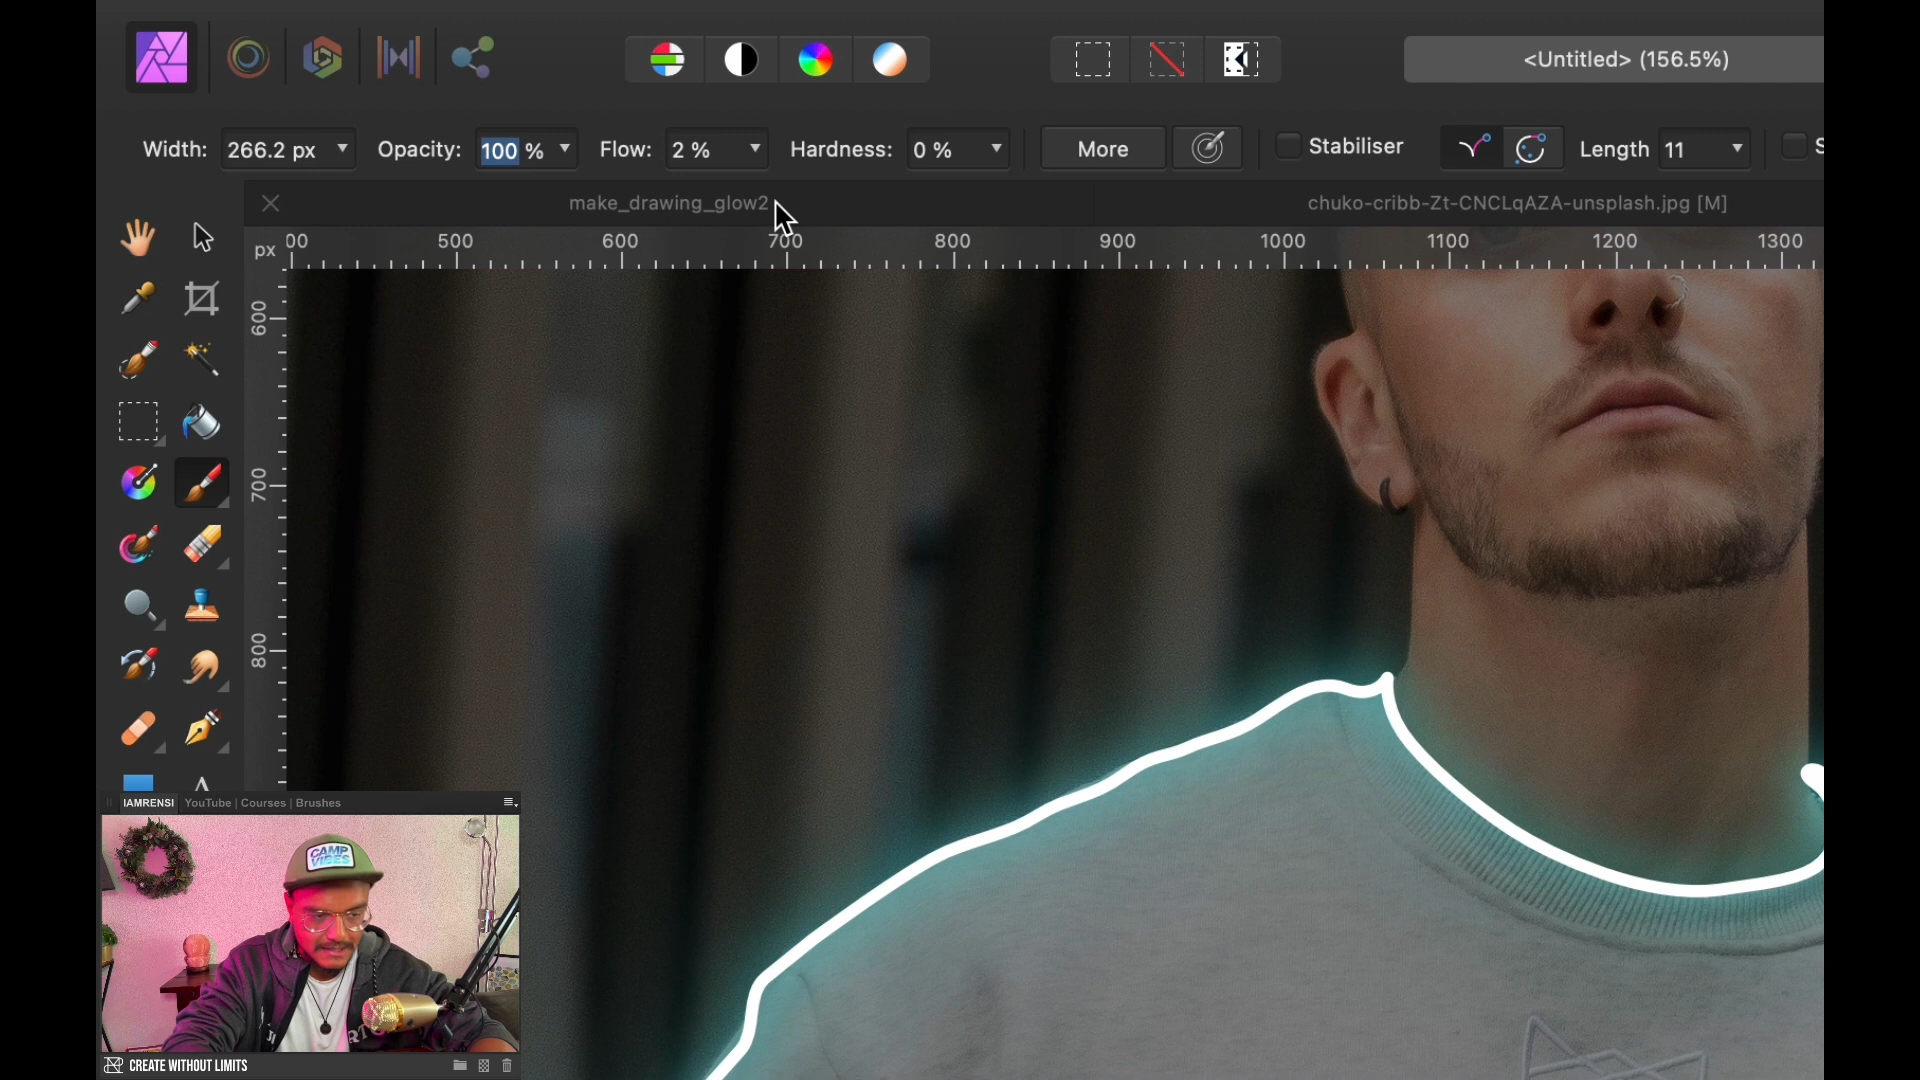 <Untitled> (156.5%)
Width: 266.2 px Opacity: 100 % Flow: 2 % Hardness: 0 % More Stabiliser Length 11 S
make_drawing_glow2 chuko-cribb-Zt-CNCLqAZA-unsplash.jpg [M]
px 00 500 600 700 800 900 1000 1100 1200 1300
600
700
800
IAMRENSI YouTube | Courses | Brushes
CAMP
VIBES
CREATE WITHOUT LIMITS